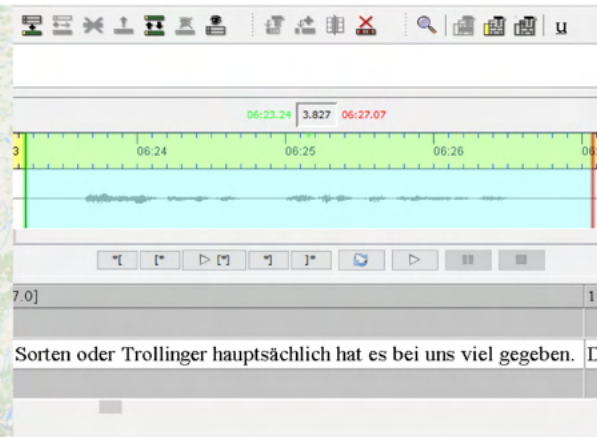 u
06:23.24 3.827 06:27.07
3 06:24 06:25 06:26 06:
*[ [* ▷ [*] *] ]* ▷
7.0] 1
Sorten oder Trollinger hauptsächlich hat es bei uns viel gegeben. D